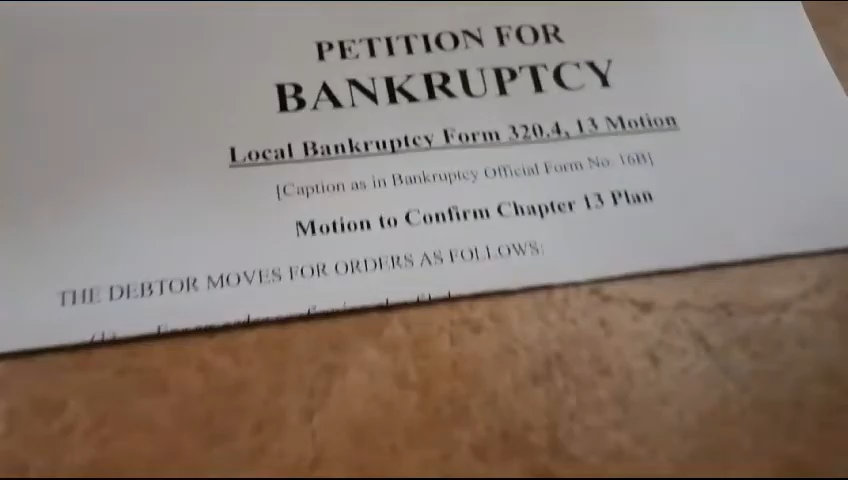 PETITION FOR
BANKRUPTCY
Local Bankruptcy Form 320.4, 13 Motion
[Caption as in Bankruptcy Official Form No. 16B]
Motion to Confirm Chapter 13 Plan
THE DEBTOR MOVES FOR ORDERS AS FOLLOWS: